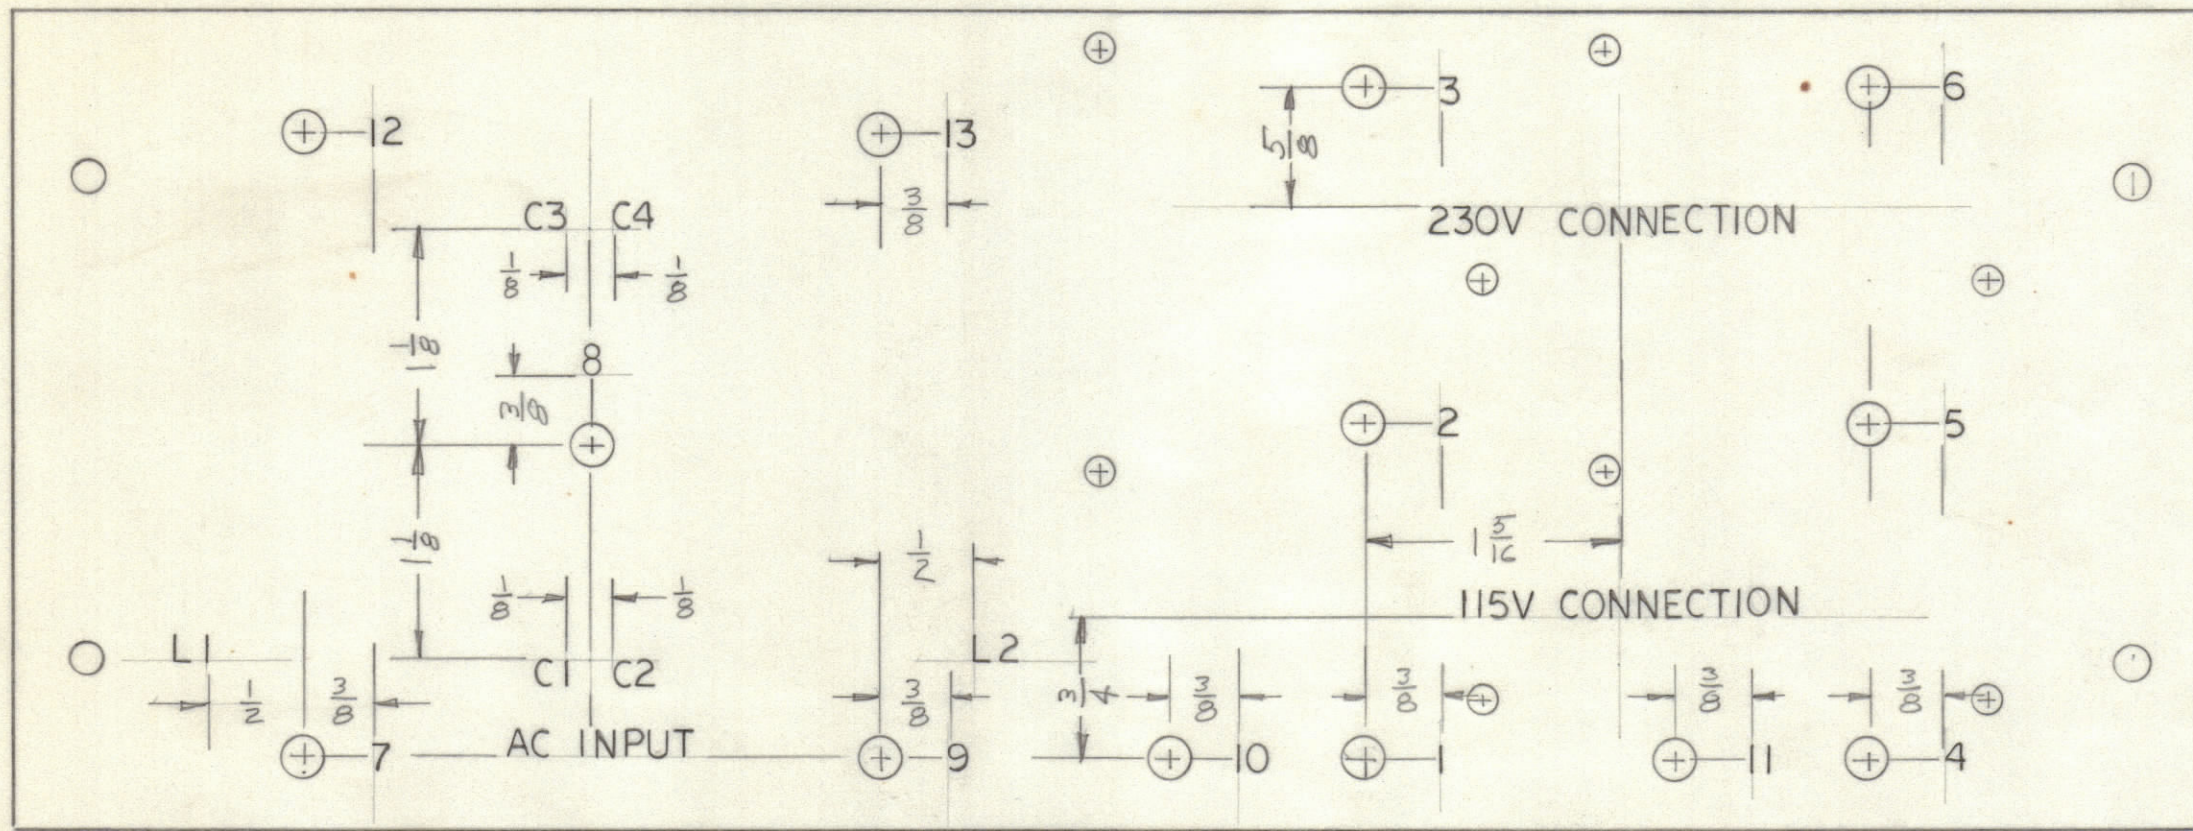 3 6
12 13
5/8
3/8
C3 C4
230V CONNECTION
1/8 1/8
1 1/8
8
3/8
2 5
1 5/16
1 1/8
1/2
1/8 1/8
115V CONNECTION
L1 L2
C1 C2
1/2 3/8 3/8 3/4 3/8 3/8 3/8 3/8
AC INPUT
7 9 10 1 11 4